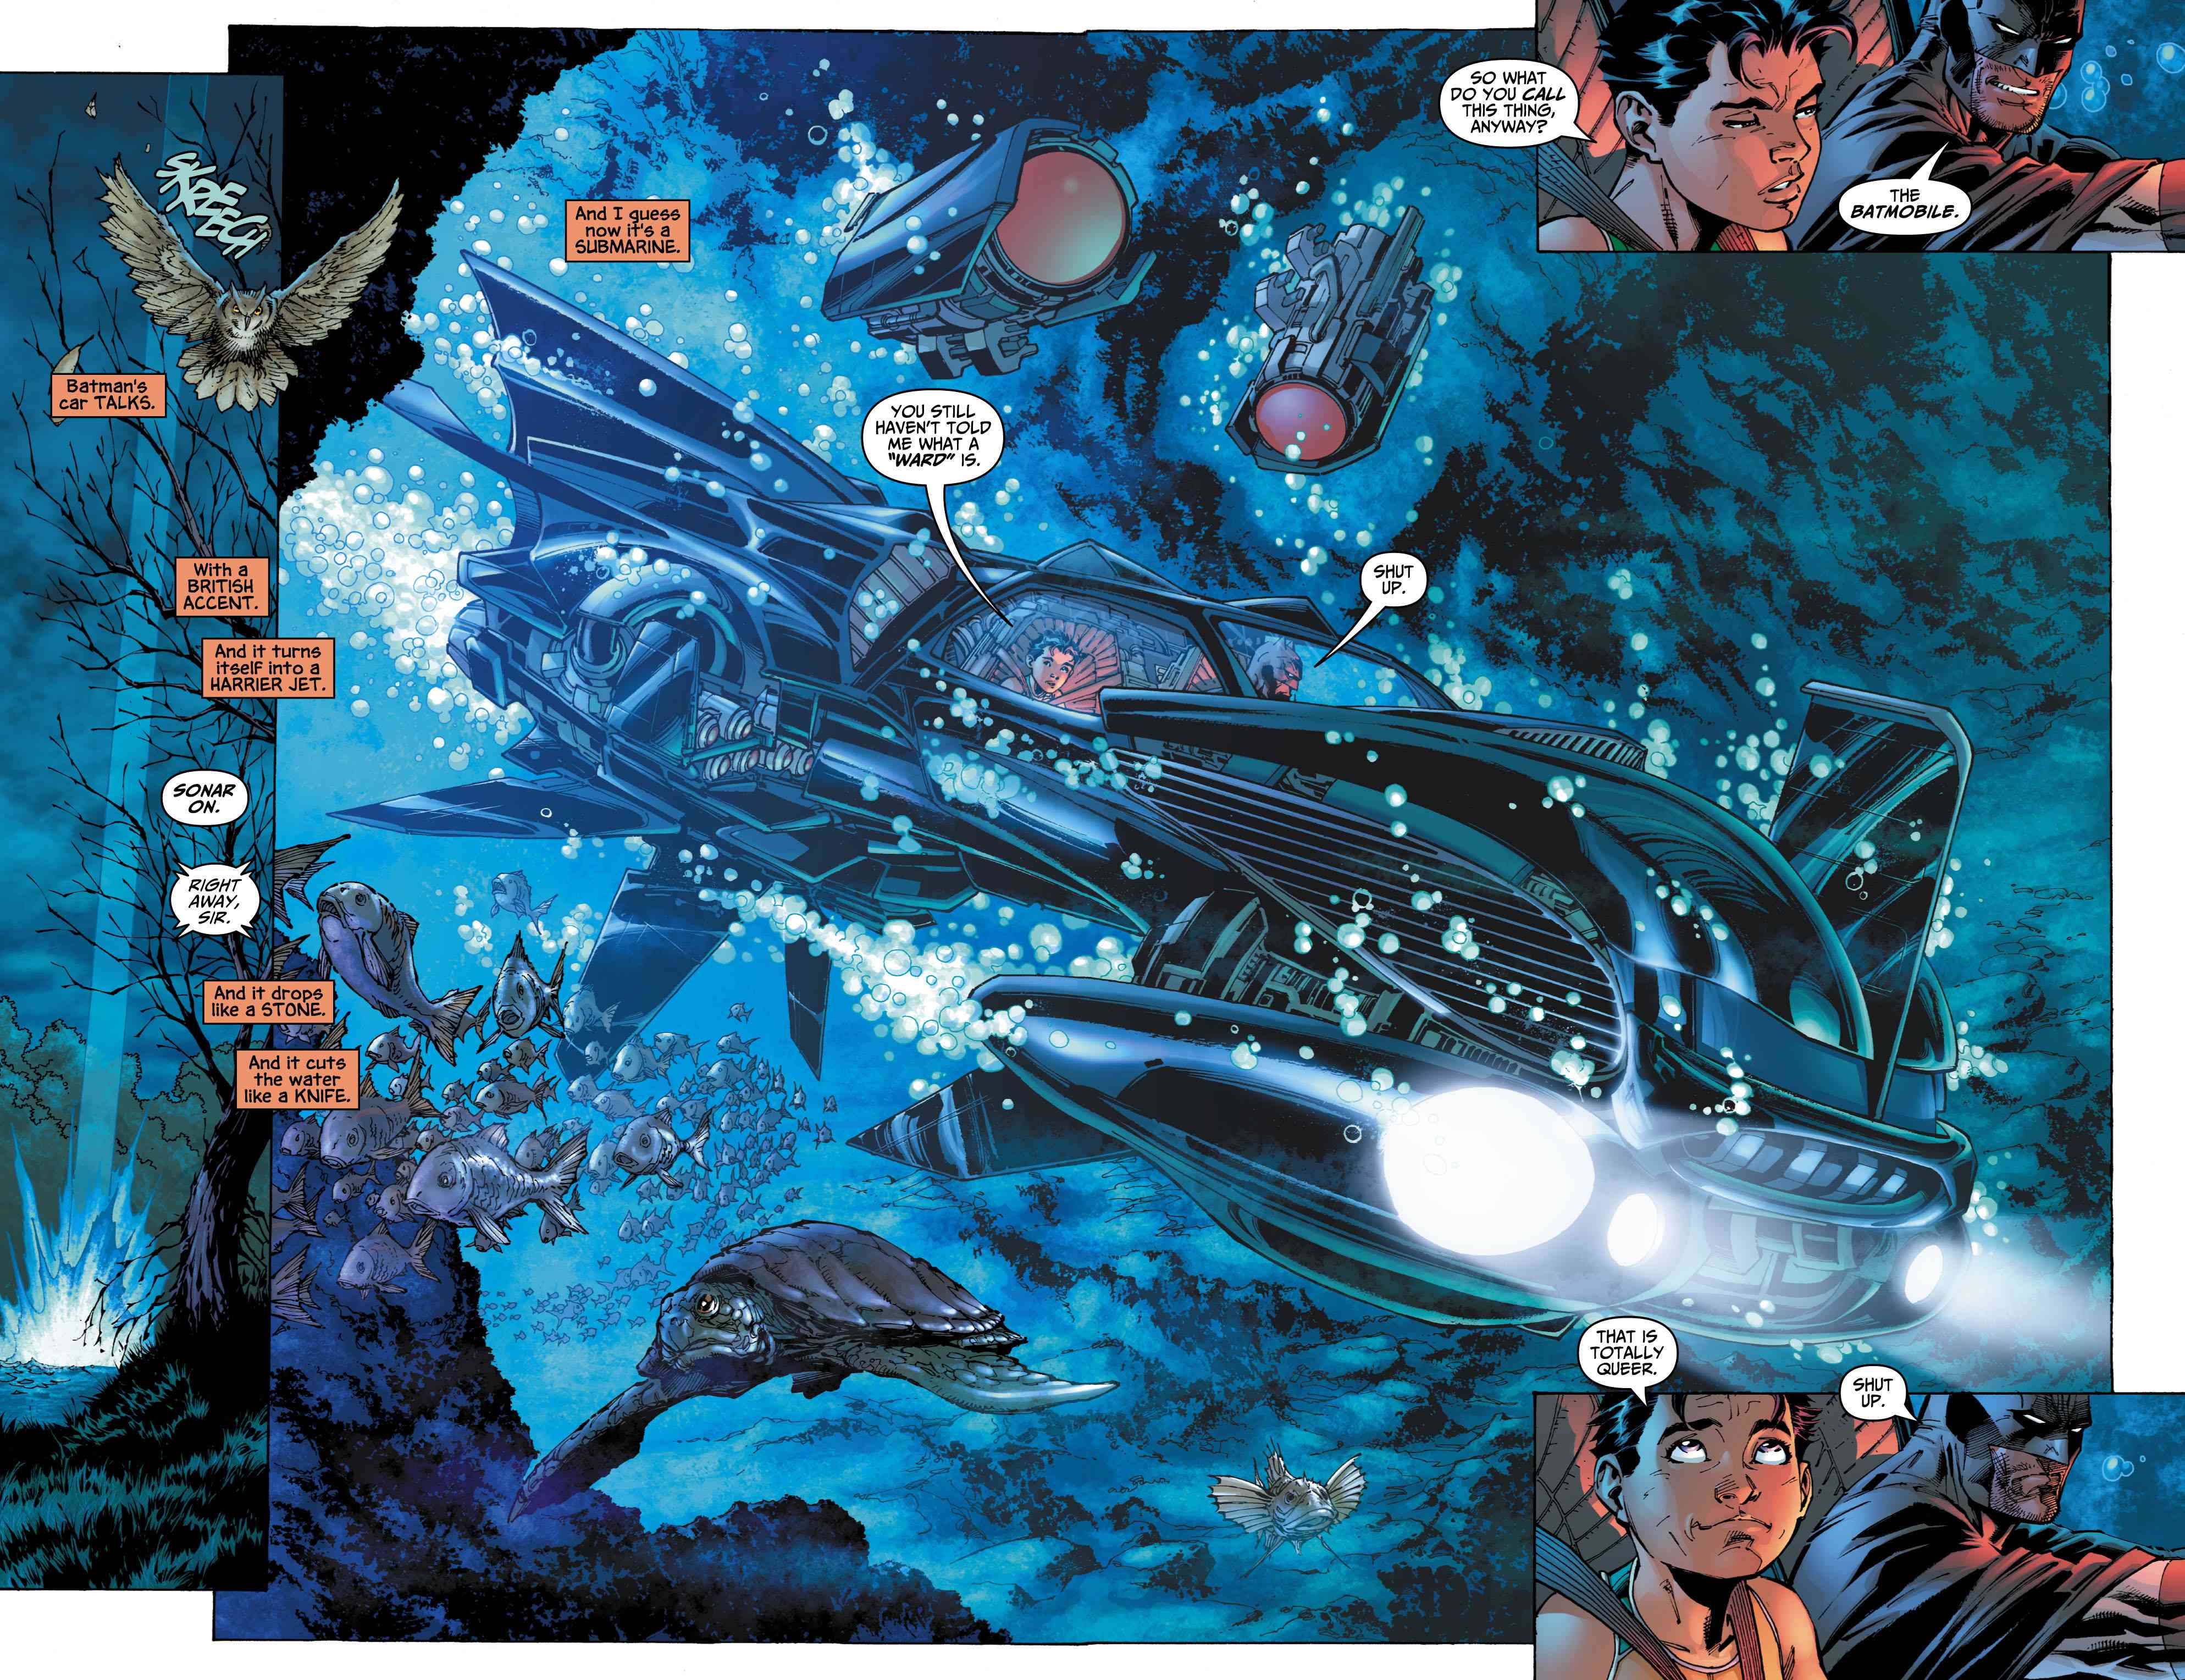 SKREEECH
Batman's
car TALKS.
With a
BRITISH
ACCENT.
And it turns
itself into a
HARRIER JET.
SONAR
ON.
RIGHT
AWAY,
SIR.
And it drops
like a STONE.
And it cuts
the water
like a KNIFE.
And I guess
now it's a
SUBMARINE.
YOU STILL
HAVEN'T TOLD
ME WHAT A
"WARD" IS.
SHUT
UP.
SO WHAT
DO YOU CALL
THIS THING,
ANYWAY?
THE
BATMOBILE.
THAT IS
TOTALLY
QUEER.
SHUT
UP.